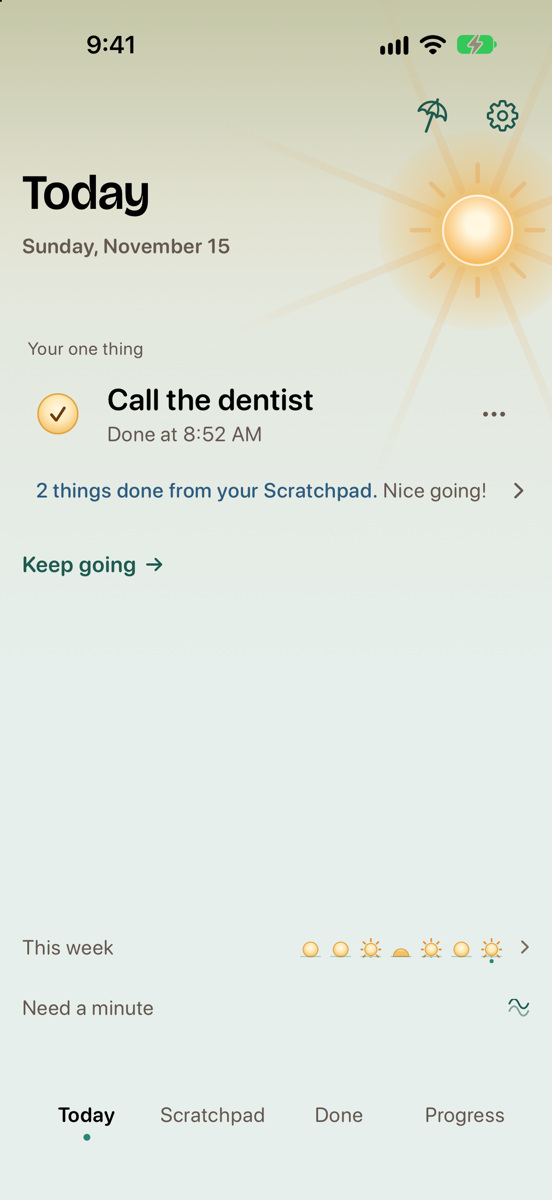 9:41
Today
Sunday, November 15
Your one thing
Call the dentist
Done at 8:52 AM
2 things done from your Scratchpad. Nice going!
Keep going →
This week
Need a minute
Today Scratchpad Done Progress